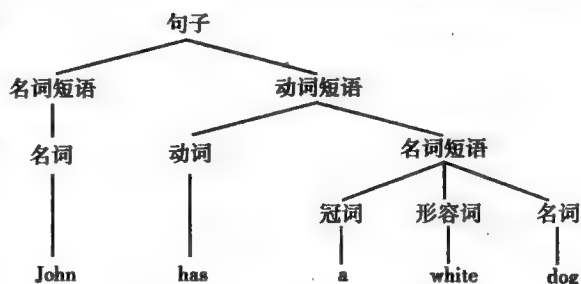 句子
名词短语 动词短语
名词 动词 名词短语
冠词 形容词 名词
John has a white dog